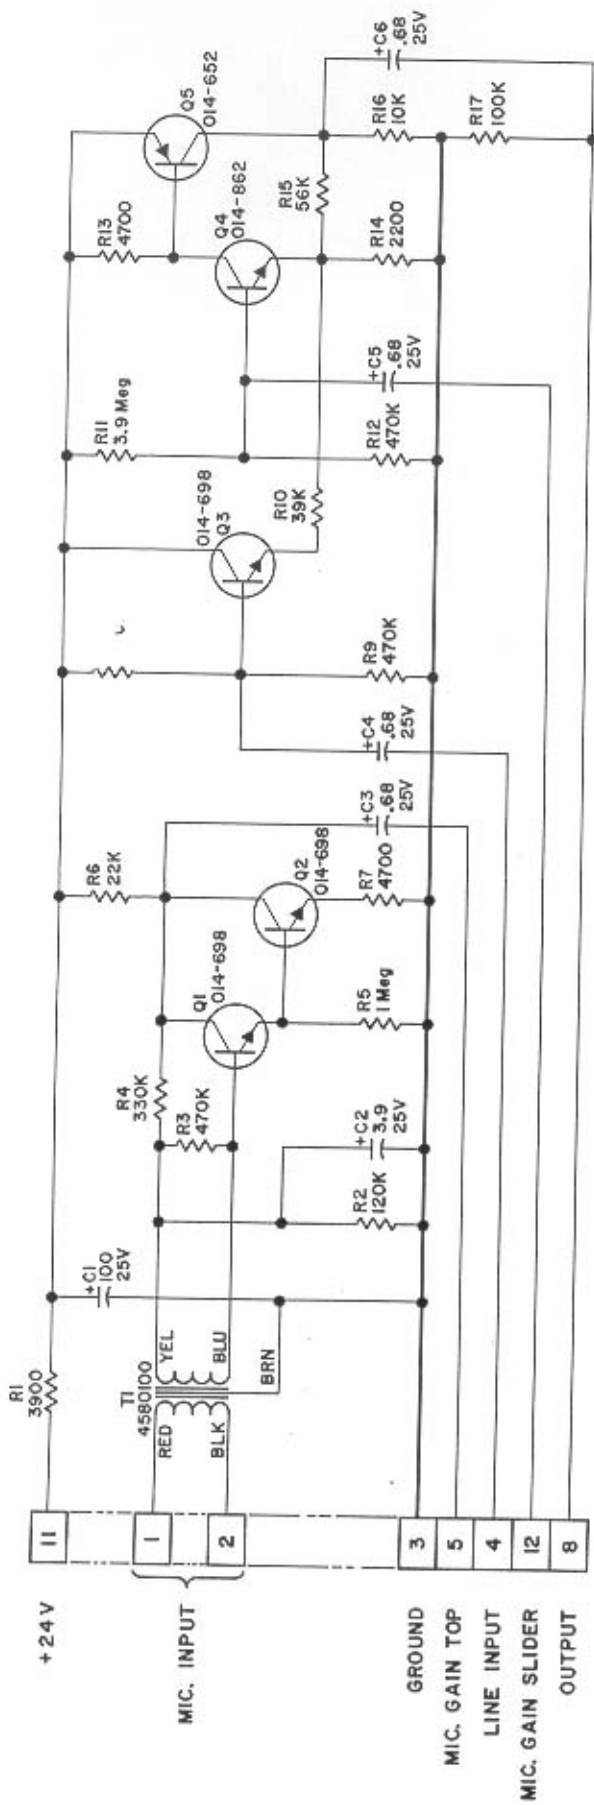 +24V
11
R1
3900
+C1
100
25V
R6
22K
R11
3.9 Meg
R13
4700
Q5
014-652
MIC. INPUT
1
2
T1
4580100
RED
BLK
YEL
BLU
BRN
R4
330K
R3
470K
Q1
014-698
Q2
014-698
014-698
Q3
Q4
014-862
R10
39K
R15
56K
R2
120K
+C2
3.9
25V
R5
1 Meg
R7
4700
+C3
.68
25V
+C4
.68
25V
R9
470K
R12
470K
+C5
.68
25V
R14
2200
R16
10K
+C6
.68
25V
R17
100K
GROUND
3
MIC. GAIN TOP
5
LINE INPUT
4
MIC. GAIN SLIDER
12
OUTPUT
8